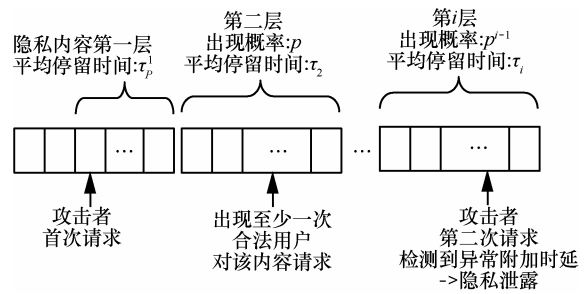 隐私内容第一层
平均停留时间:τ_P^1
第二层
出现概率:p
平均停留时间:τ_2
第i层
出现概率:p^{i-1}
平均停留时间:τ_i
...
...
...
...
攻击者
首次请求
出现至少一次
合法用户
对该内容请求
攻击者
第二次请求
检测到异常附加时延
->隐私泄露